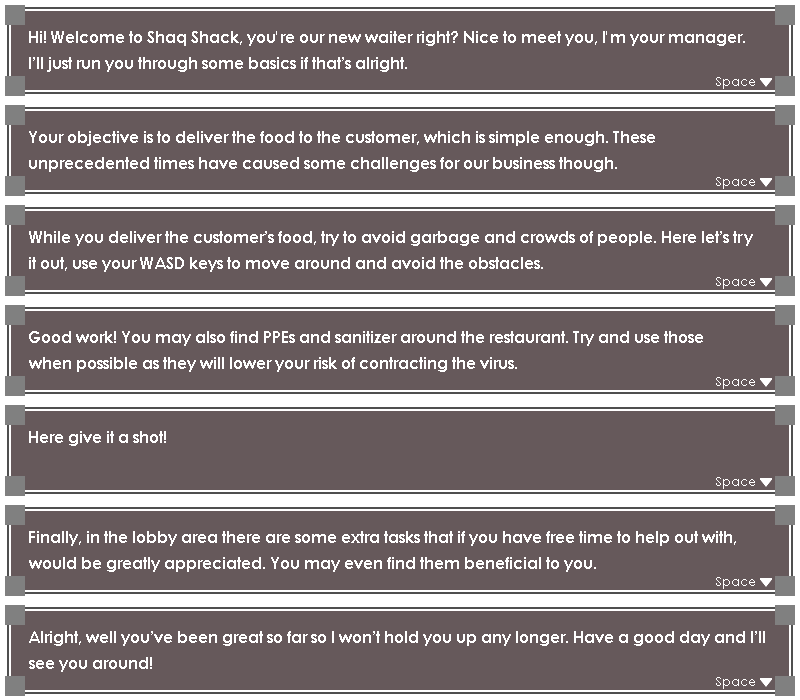 Hi! Welcome to Shaq Shack, you're our new waiter right? Nice to meet you, I'm your manager.
I'll just run you through some basics if that's alright.
Space ▼
Your objective is to deliver the food to the customer, which is simple enough. These
unprecedented times have caused some challenges for our business though.
Space ▼
While you deliver the customer's food, try to avoid garbage and crowds of people. Here let's try
it out, use your WASD keys to move around and avoid the obstacles.
Space ▼
Good work! You may also find PPEs and sanitizer around the restaurant. Try and use those
when possible as they will lower your risk of contracting the virus.
Space ▼
Here give it a shot!
Space ▼
Finally, in the lobby area there are some extra tasks that if you have free time to help out with,
would be greatly appreciated. You may even find them beneficial to you.
Space ▼
Alright, well you've been great so far so I won't hold you up any longer. Have a good day and I'll
see you around!
Space ▼